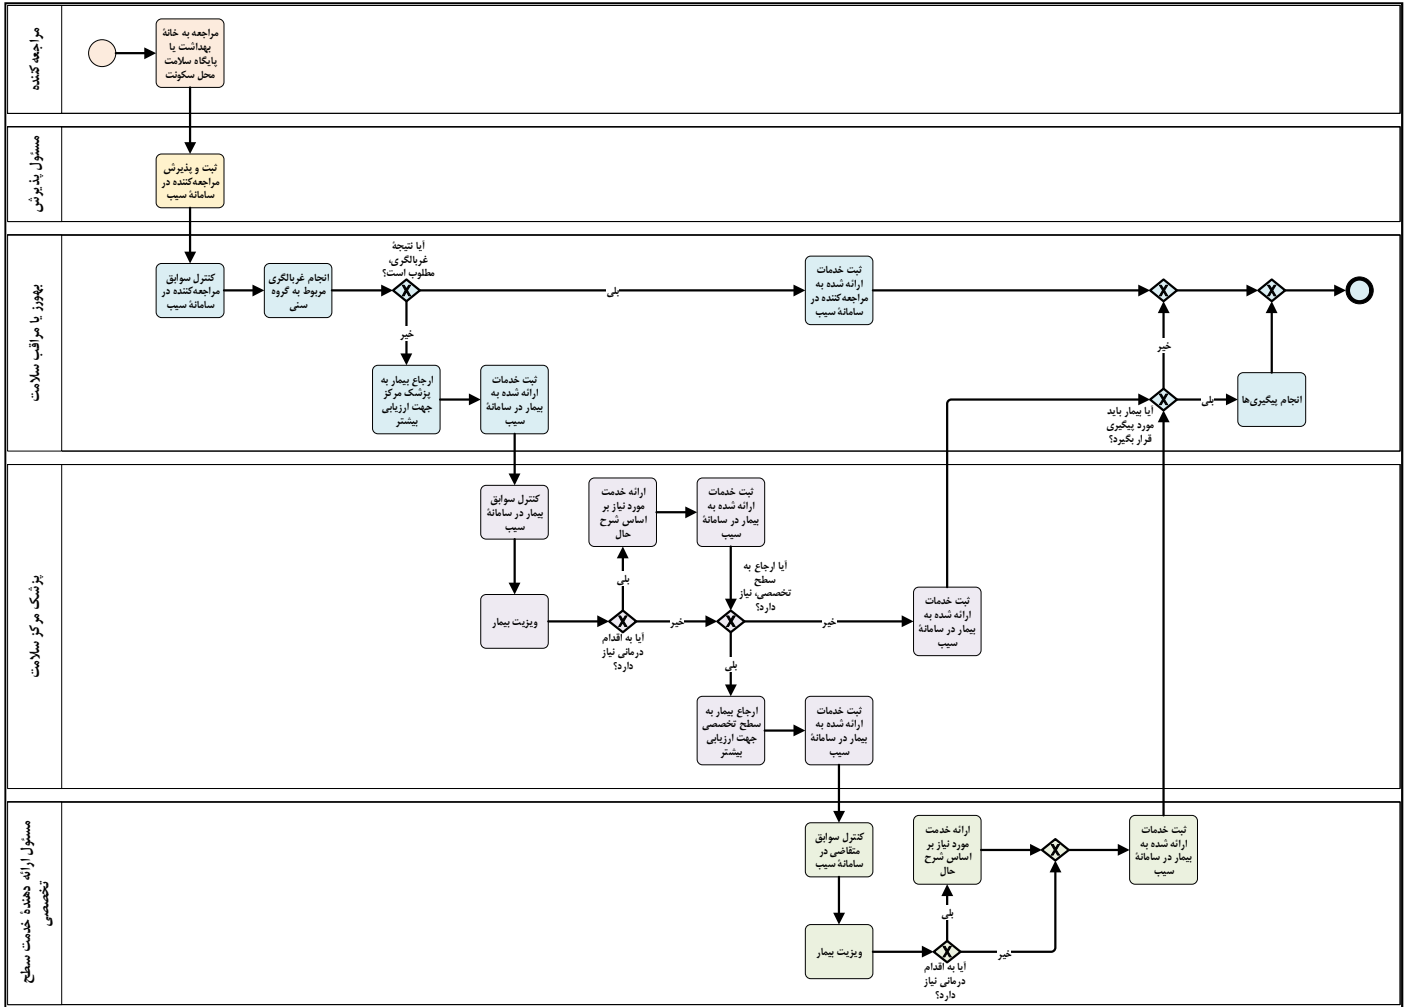 مراجعه کننده
مراجعه به خانهٔ
بهداشت یا
پایگاه سلامت
محل سکونت
مسئول پذیرش
ثبت و پذیرش
مراجعه‌کننده در
سامانهٔ سیب
بهورز یا مراقب سلامت
کنترل سوابق
مراجعه‌کننده در
سامانهٔ سیب
انجام غربالگری
مربوط به گروه
سنی
آیا نتیجهٔ
غربالگری،
مطلوب است؟
بلی
ثبت خدمات
ارائه شده به
مراجعه‌کننده در
سامانهٔ سیب
خیر
ارجاع بیمار به
پزشک مرکز
جهت ارزیابی
بیشتر
ثبت خدمات
ارائه شده به
بیمار در سامانهٔ
سیب
خیر
آیا بیمار باید
مورد پیگیری
قرار بگیرد؟
بلی
انجام پیگیری‌ها
پزشک مرکز سلامت
کنترل سوابق
بیمار در سامانهٔ
سیب
ویزیت بیمار
آیا به اقدام
درمانی نیاز
دارد؟
بلی
ارائه خدمت
مورد نیاز بر
اساس شرح
حال
ثبت خدمات
ارائه شده به
بیمار در سامانهٔ
سیب
خیر
آیا ارجاع به
سطح
تخصصی، نیاز
دارد؟
خیر
ثبت خدمات
ارائه شده به
بیمار در سامانهٔ
سیب
بلی
ارجاع بیمار به
سطح تخصصی
جهت ارزیابی
بیشتر
ثبت خدمات
ارائه شده به
بیمار در سامانهٔ
سیب
مسئول ارائه دهندهٔ خدمت سطح
تخصصی
کنترل سوابق
متقاضی در
سامانهٔ سیب
ویزیت بیمار
آیا به اقدام
درمانی نیاز
دارد؟
بلی
ارائه خدمت
مورد نیاز بر
اساس شرح
حال
خیر
ثبت خدمات
ارائه شده به
بیمار در سامانهٔ
سیب